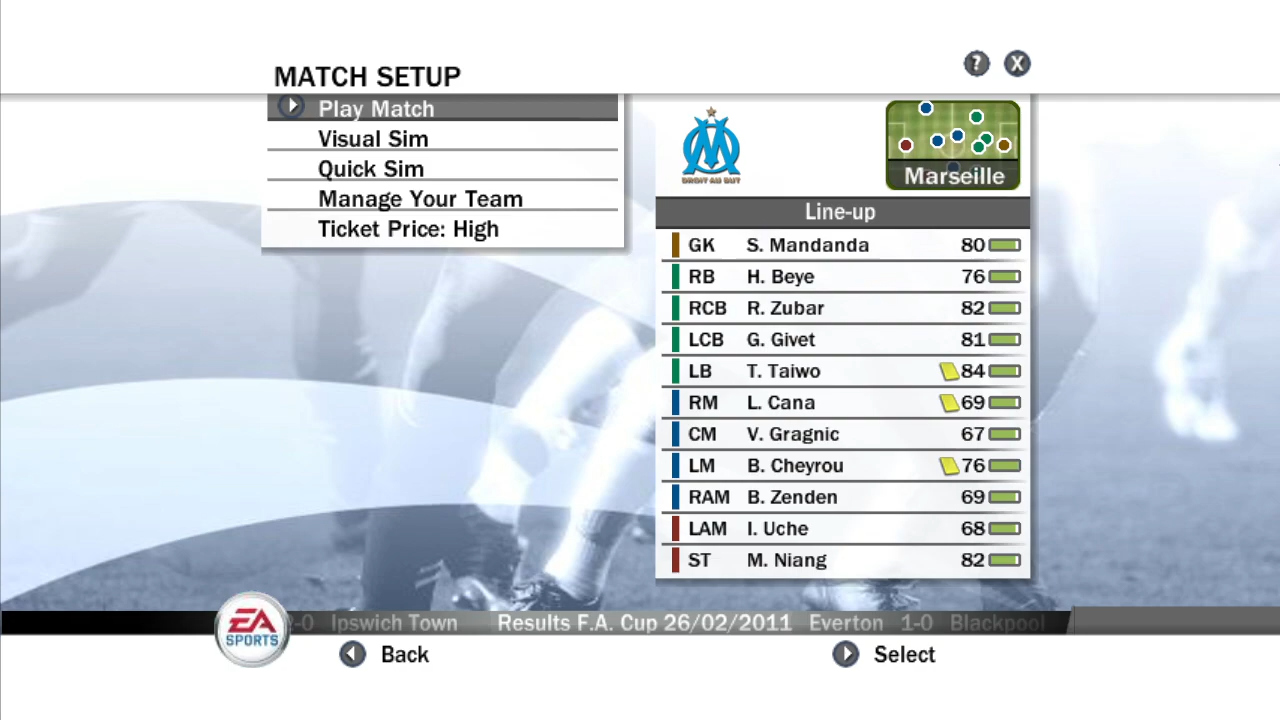 MATCH SETUP
? X
Play Match
Visual Sim
Quick Sim
Manage Your Team
Ticket Price: High
DROIT AU BUT
Marseille
Line-up
GK S. Mandanda 80
RB H. Beye 76
RCB R. Zubar 82
LCB G. Givet 81
LB T. Taiwo 84
RM L. Cana 69
CM V. Gragnic 67
LM B. Cheyrou 76
RAM B. Zenden 69
LAM I. Uche 68
ST M. Niang 82
-0 Ipswich Town Results F.A. Cup 26/02/2011 Everton 1-0 Blackpool
EA SPORTS
Back Select